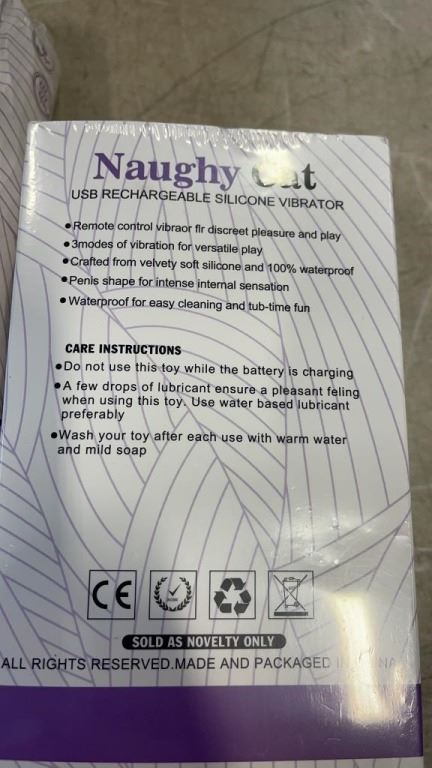 Naughy Cat
USB RECHARGEABLE SILICONE VIBRATOR
• Remote control vibraor flr discreet pleasure and play
• 3modes of vibration for versatile play
• Crafted from velvety soft silicone and 100% waterproof
• Penis shape for intense internal sensation
• Waterproof for easy cleaning and tub-time fun
CARE INSTRUCTIONS
• Do not use this toy while the battery is charging
• A few drops of lubricant ensure a pleasant feling
when using this toy. Use water based lubricant
preferably
• Wash your toy after each use with warm water
and mild soap
CE
SOLD AS NOVELTY ONLY
ALL RIGHTS RESERVED.MADE AND PACKAGED